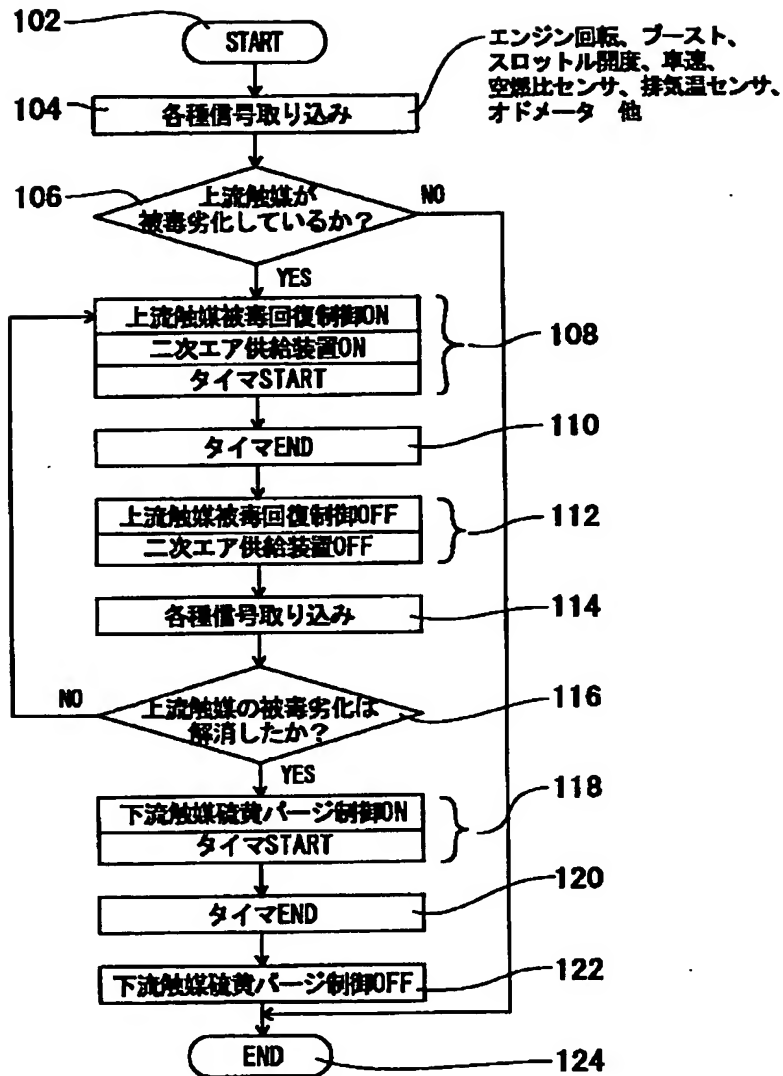 102
START
エンジン回転、ブースト、
スロットル開度、車速、
空燃比センサ、排気温センサ、
オドメータ 他
104
各種信号取り込み
106
上流触媒が
被毒劣化しているか？
NO
YES
上流触媒被毒回復制御ON
二次エア供給装置ON
タイマSTART
108
タイマEND
110
上流触媒被毒回復制御OFF
二次エア供給装置OFF
112
各種信号取り込み
114
NO
上流触媒の被毒劣化は
解消したか？
116
YES
下流触媒硫黄パージ制御ON
タイマSTART
118
タイマEND
120
下流触媒硫黄パージ制御OFF
122
END
124